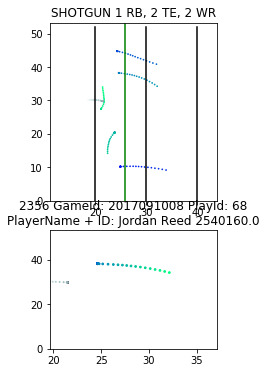 SHOTGUN 1 RB, 2 TE, 2 WR
50
40
30
20
10
0
20 30 40
2356 GameId: 2017091008 PlayId: 68
PlayerName + ID: Jordan Reed 2540160.0
40
20
0
20 25 30 35